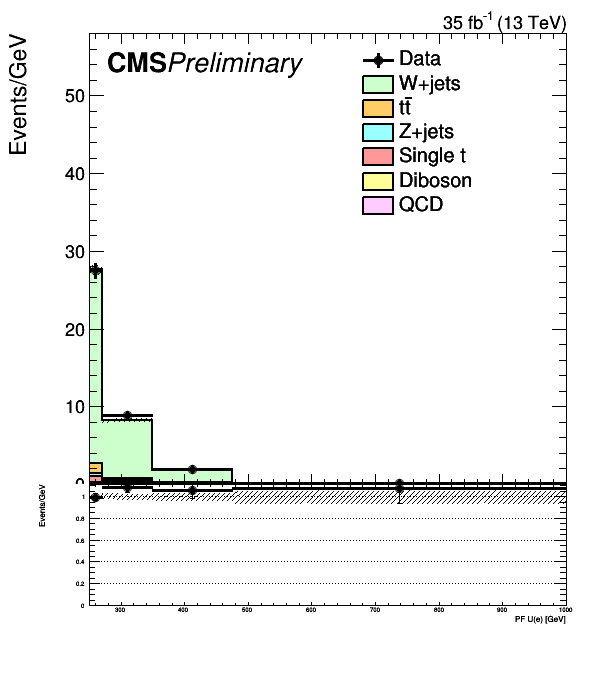 35 fb-1 (13 TeV)
Events/GeV
CMS Preliminary
Data
W+jets
tt̄
Z+jets
Single t
Diboson
QCD
50
40
30
20
10
0
Events/GeV
1
0.8
0.6
0.4
0.2
0
300 400 500 600 700 800 900 1000
PF U(e) [GeV]